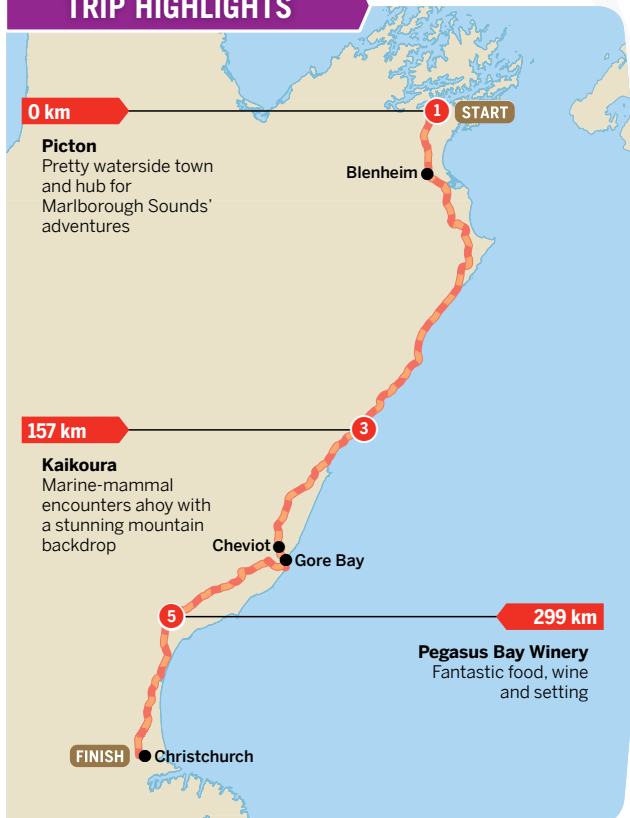 TRIP HIGHLIGHTS
0 km
1
START
Picton
Pretty waterside town
and hub for
Marlborough Sounds’
adventures
Blenheim
157 km
3
Kaikoura
Marine-mammal
encounters ahoy with
a stunning mountain
backdrop
Cheviot
Gore Bay
5
299 km
Pegasus Bay Winery
Fantastic food, wine
and setting
FINISH
Christchurch